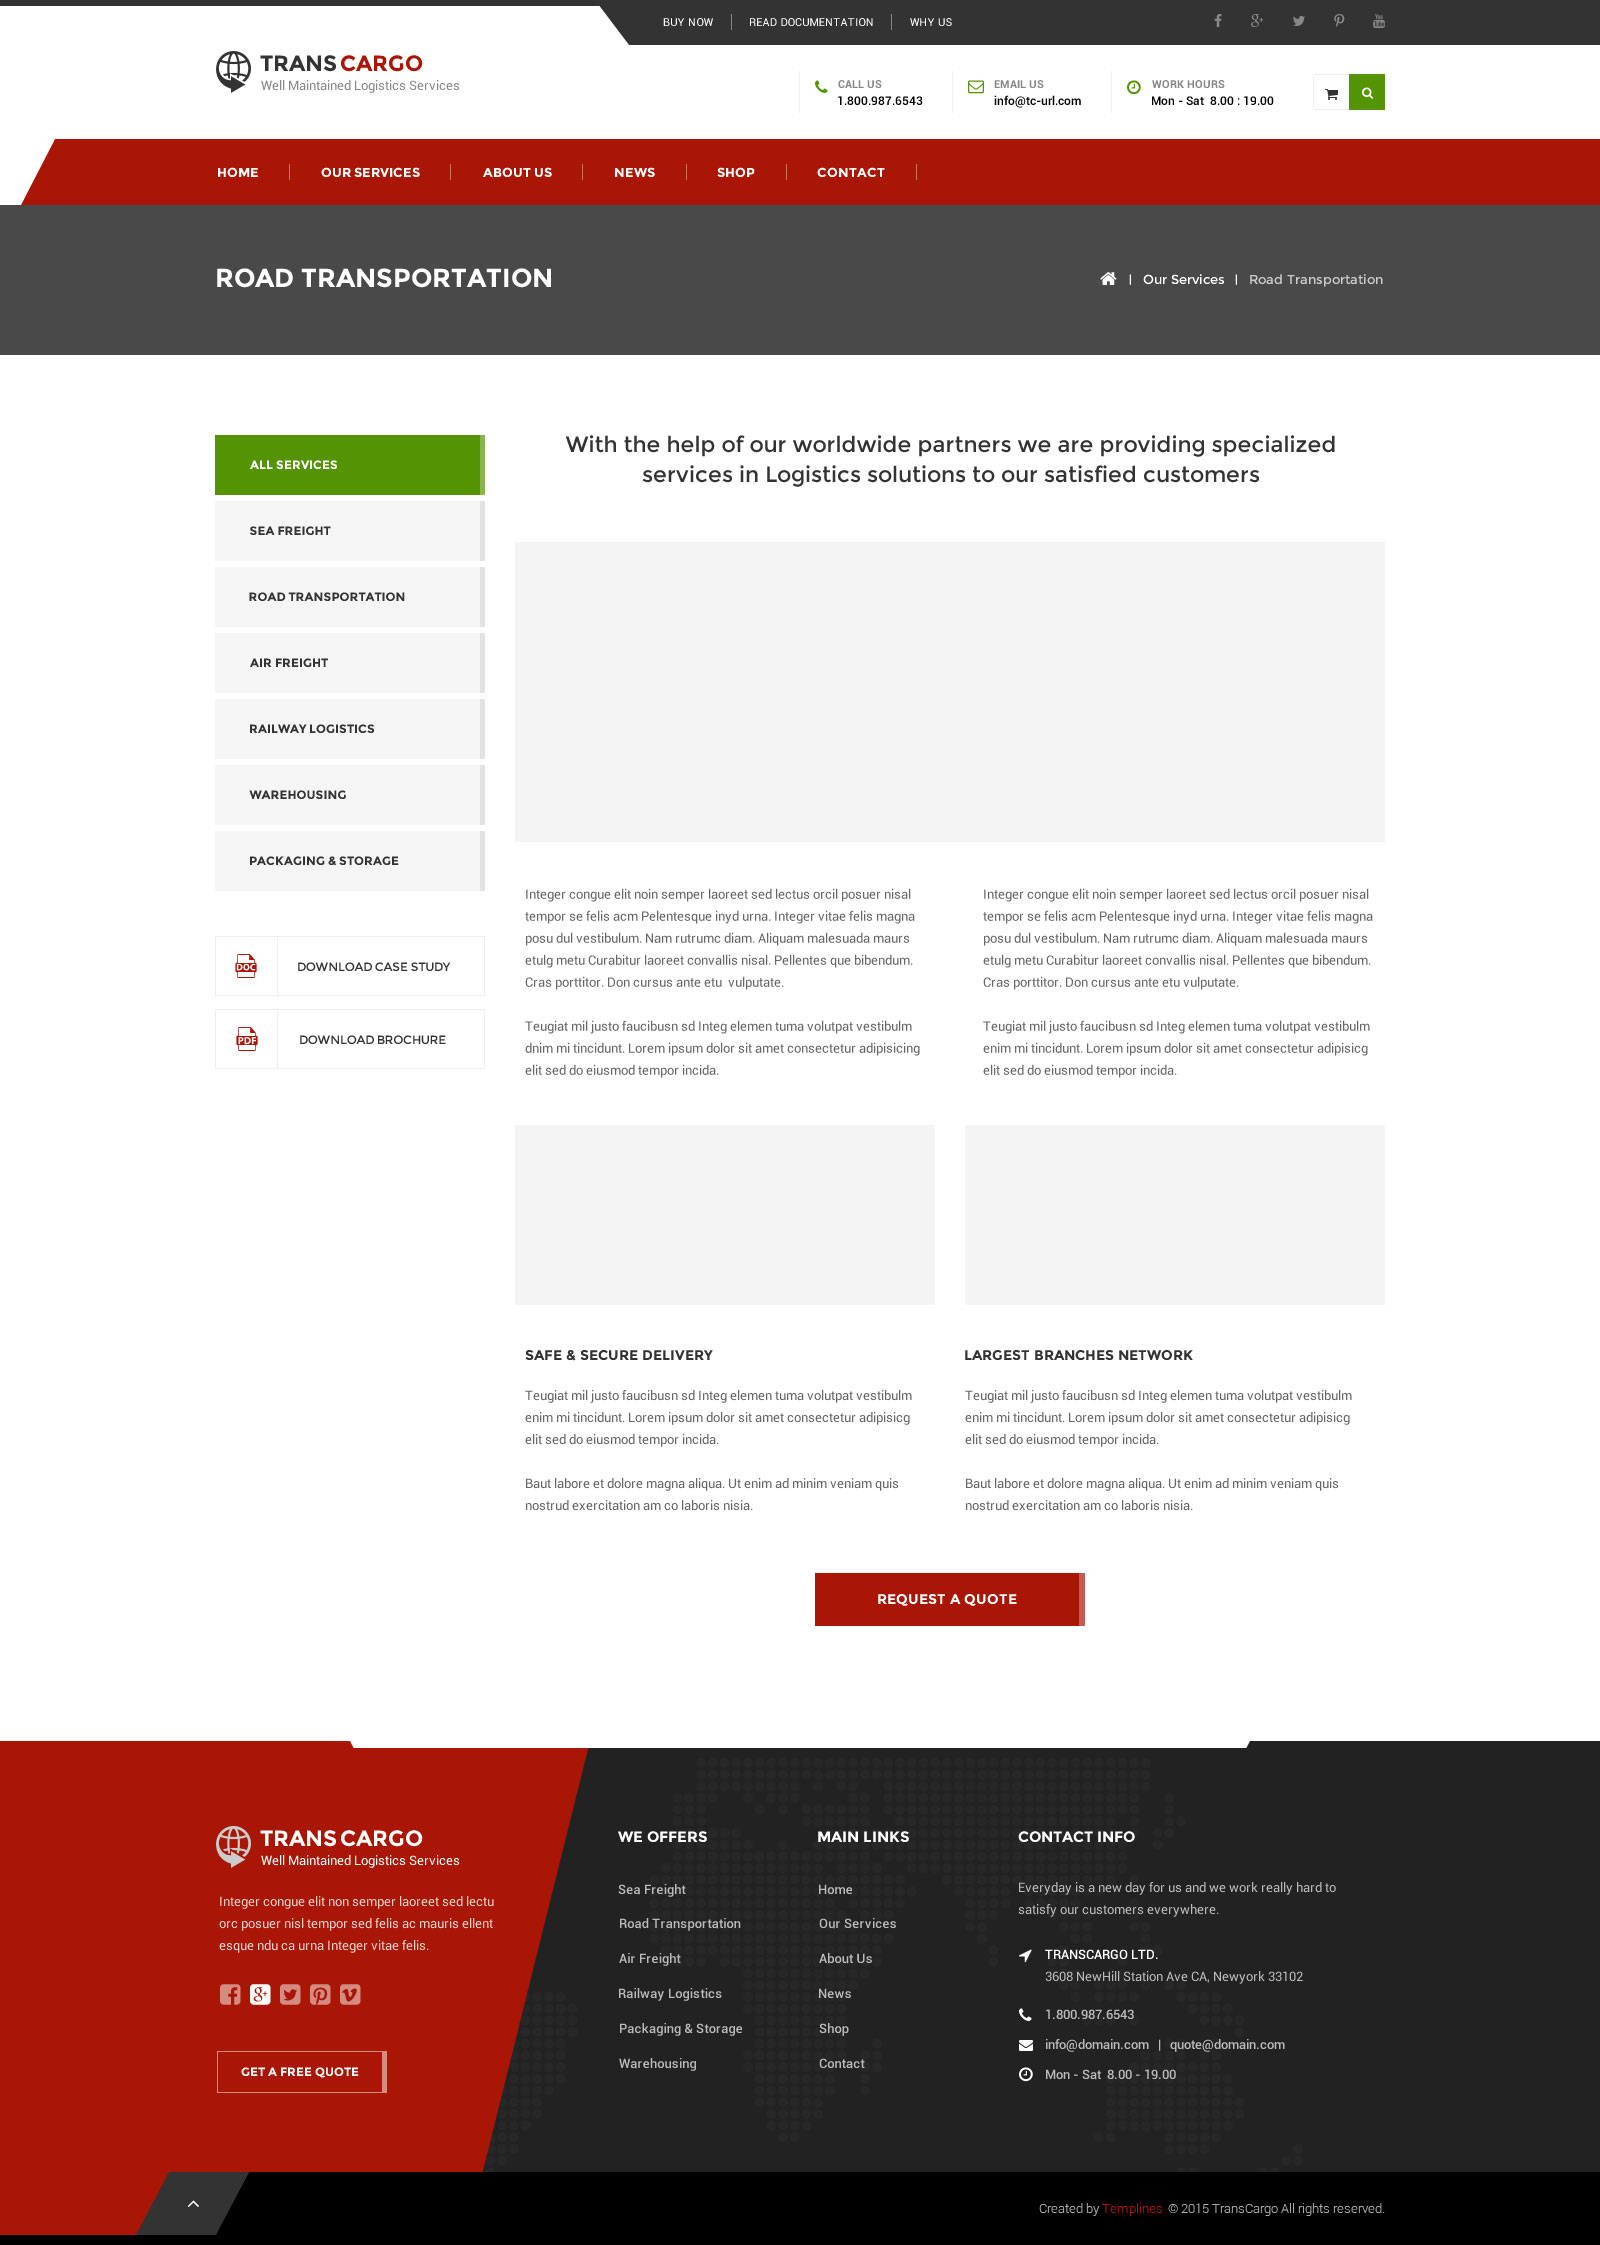 BUY NOW
READ DOCUMENTATION
WHY US
TRANSCARGO
Well Maintained Logistics Services
CALL US
1.800.987.6543
EMAIL US
info@tc-url.com
WORK HOURS
Mon - Sat 8.00 : 19.00
HOME
OUR SERVICES
ABOUT US
NEWS
SHOP
CONTACT
ROAD TRANSPORTATION
| Our Services | Road Transportation
ALL SERVICES
SEA FREIGHT
ROAD TRANSPORTATION
AIR FREIGHT
RAILWAY LOGISTICS
WAREHOUSING
PACKAGING & STORAGE
DOC
DOWNLOAD CASE STUDY
PDF
DOWNLOAD BROCHURE
With the help of our worldwide partners we are providing specialized
services in Logistics solutions to our satisfied customers
Integer congue elit noin semper laoreet sed lectus orcil posuer nisal
tempor se felis acm Pelentesque inyd urna. Integer vitae felis magna
posu dul vestibulum. Nam rutrumc diam. Aliquam malesuada maurs
etulg metu Curabitur laoreet convallis nisal. Pellentes que bibendum.
Cras porttitor. Don cursus ante etu vulputate.
Teugiat mil justo faucibusn sd Integ elemen tuma volutpat vestibulm
dnim mi tincidunt. Lorem ipsum dolor sit amet consectetur adipisicing
elit sed do eiusmod tempor incida.
Integer congue elit noin semper laoreet sed lectus orcil posuer nisal
tempor se felis acm Pelentesque inyd urna. Integer vitae felis magna
posu dul vestibulum. Nam rutrumc diam. Aliquam malesuada maurs
etulg metu Curabitur laoreet convallis nisal. Pellentes que bibendum.
Cras porttitor. Don cursus ante etu vulputate.
Teugiat mil justo faucibusn sd Integ elemen tuma volutpat vestibulm
enim mi tincidunt. Lorem ipsum dolor sit amet consectetur adipisicg
elit sed do eiusmod tempor incida.
SAFE & SECURE DELIVERY
Teugiat mil justo faucibusn sd Integ elemen tuma volutpat vestibulm
enim mi tincidunt. Lorem ipsum dolor sit amet consectetur adipisicg
elit sed do eiusmod tempor incida.
Baut labore et dolore magna aliqua. Ut enim ad minim veniam quis
nostrud exercitation am co laboris nisia.
LARGEST BRANCHES NETWORK
Teugiat mil justo faucibusn sd Integ elemen tuma volutpat vestibulm
enim mi tincidunt. Lorem ipsum dolor sit amet consectetur adipisicg
elit sed do eiusmod tempor incida.
Baut labore et dolore magna aliqua. Ut enim ad minim veniam quis
nostrud exercitation am co laboris nisia.
REQUEST A QUOTE
TRANSCARGO
Well Maintained Logistics Services
Integer congue elit non semper laoreet sed lectu
orc posuer nisl tempor sed felis ac mauris ellent
esque ndu ca urna Integer vitae felis.
GET A FREE QUOTE
WE OFFERS
Sea Freight
Road Transportation
Air Freight
Railway Logistics
Packaging & Storage
Warehousing
MAIN LINKS
Home
Our Services
About Us
News
Shop
Contact
CONTACT INFO
Everyday is a new day for us and we work really hard to
satisfy our customers everywhere.
TRANSCARGO LTD.
3608 NewHill Station Ave CA, Newyork 33102
1.800.987.6543
info@domain.com | quote@domain.com
Mon - Sat 8.00 - 19.00
Created by Templines © 2015 TransCargo All rights reserved.